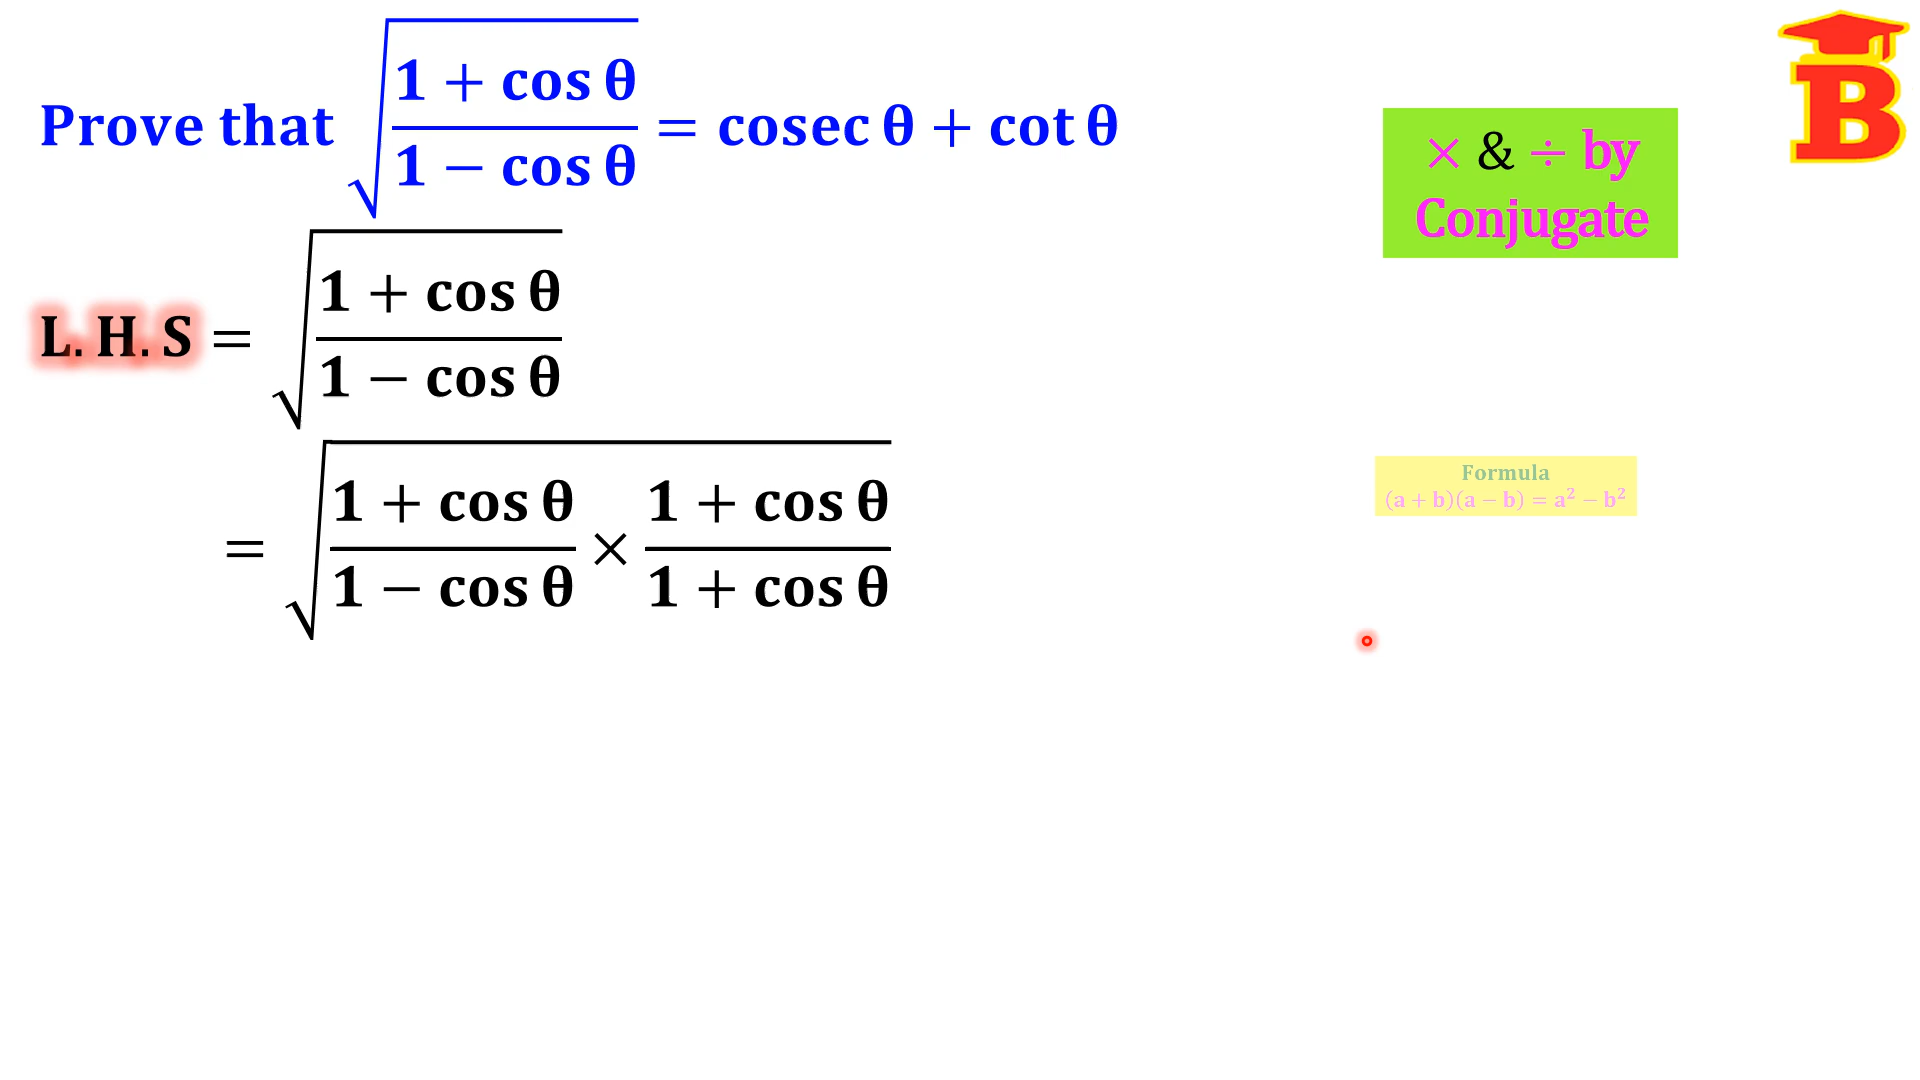 Prove that √((1 + cos θ)/(1 − cos θ)) = cosec θ + cot θ
× & ÷ by
Conjugate
B
L.H.S = √((1 + cos θ)/(1 − cos θ))
= √((1 + cos θ)/(1 − cos θ) × (1 + cos θ)/(1 + cos θ))
Formula
(a + b)(a − b) = a² − b²